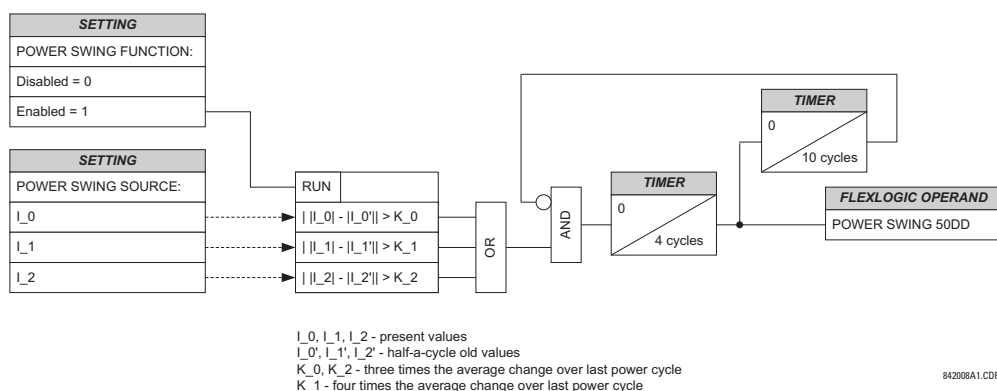 SETTING
POWER SWING FUNCTION:
Disabled = 0
Enabled = 1
SETTING
POWER SWING SOURCE:
I_0
I_1
I_2
RUN
| |I_0| - |I_0'|| > K_0
| |I_1| - |I_1'|| > K_1
| |I_2| - |I_2'|| > K_2
OR
AND
TIMER
0
4 cycles
TIMER
0
10 cycles
FLEXLOGIC OPERAND
POWER SWING 50DD
I_0, I_1, I_2 - present values
I_0', I_1', I_2' - half-a-cycle old values
K_0, K_2 - three times the average change over last power cycle
K_1 - four times the average change over last power cycle
842008A1.CDR